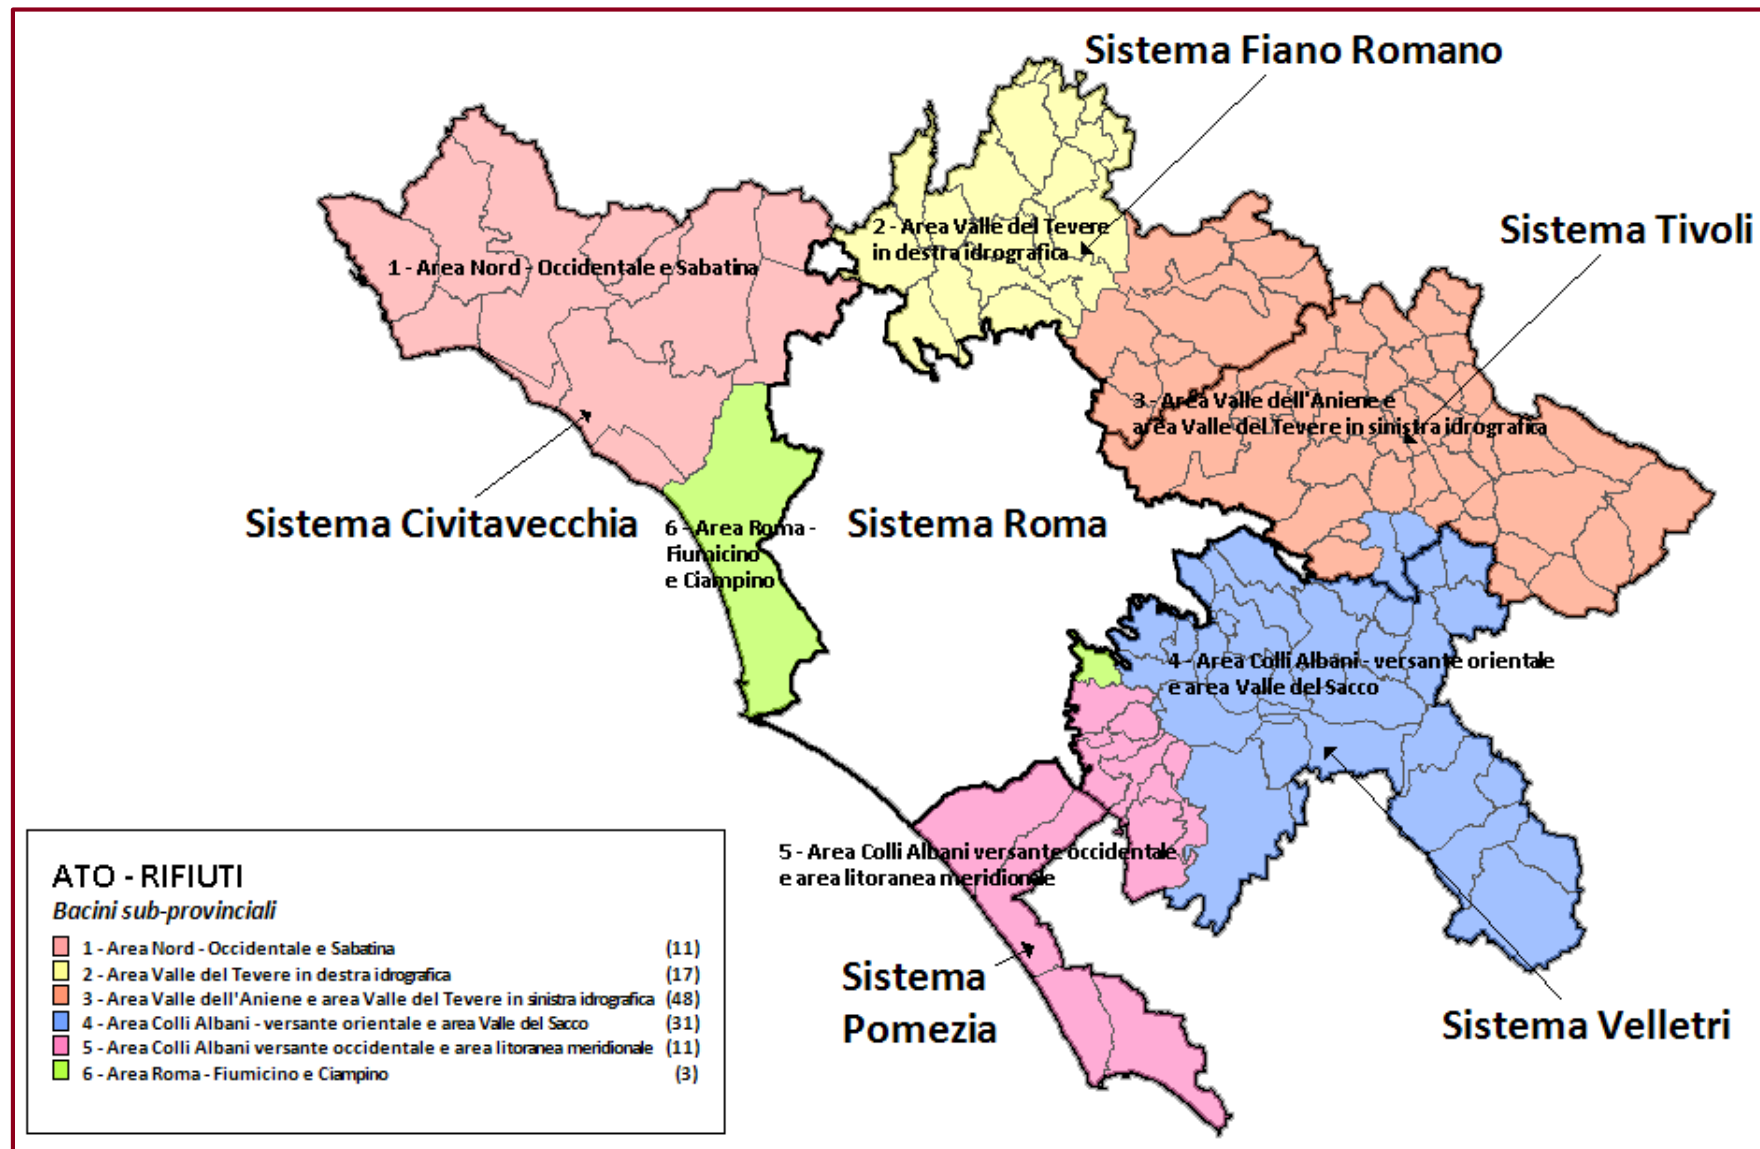 Sistema Fiano Romano
Sistema Tivoli
2 - Area Valle del Tevere
in destra idrografica
1 - Area Nord - Occidentale e Sabatina
3 - Area Valle dell'Aniene e
area Valle del Tevere in sinistra idrografica
Sistema Civitavecchia
6 - Area Roma -
Fiumicino
e Ciampino
Sistema Roma
4 - Area Colli Albani - versante orientale
e area Valle del Sacco
5 - Area Colli Albani versante occidentale
e area litoranea meridionale
Sistema
Pomezia
Sistema Velletri
ATO - RIFIUTI
Bacini sub-provinciali
1 - Area Nord - Occidentale e Sabatina (11)
2 - Area Valle del Tevere in destra idrografica (17)
3 - Area Valle dell'Aniene e area Valle del Tevere in sinistra idrografica (48)
4 - Area Colli Albani - versante orientale e area Valle del Sacco (31)
5 - Area Colli Albani versante occidentale e area litoranea meridionale (11)
6 - Area Roma - Fiumicino e Ciampino (3)